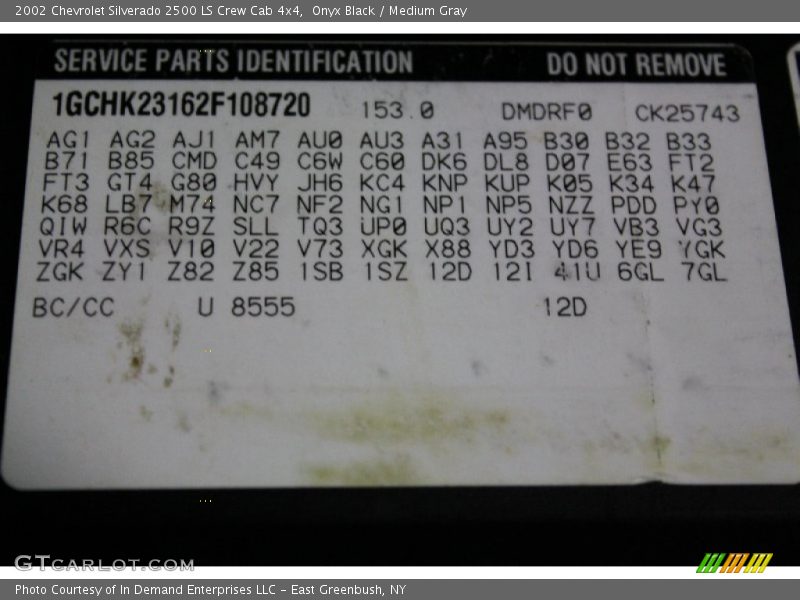 2002 Chevrolet Silverado 2500 LS Crew Cab 4x4, Onyx Black / Medium Gray
SERVICE PARTS IDENTIFICATION DO NOT REMOVE
1GCHK23162F108720 153.0 DMDRF0 CK25743
AG1 AG2 AJ1 AM7 AU0 AU3 A31 A95 B30 B32 B33
B71 B85 CMD C49 C6W C60 DK6 DL8 D07 E63 FT2
FT3 GT4 G80 HVY JH6 KC4 KNP KUP K05 K34 K47
K68 LB7 M74 NC7 NF2 NG1 NP1 NP5 NZZ PDD PY0
QIW R6C R9Z SLL TQ3 UP0 UQ3 UY2 UY7 VB3 VG3
VR4 VXS V10 V22 V73 XGK X88 YD3 YD6 YE9 YGK
ZGK ZY1 Z82 Z85 1SB 1SZ 12D 12I 41U 6GL 7GL
BC/CC U 8555 12D
GTCARLOT.COM
Photo Courtesy of In Demand Enterprises LLC – East Greenbush, NY